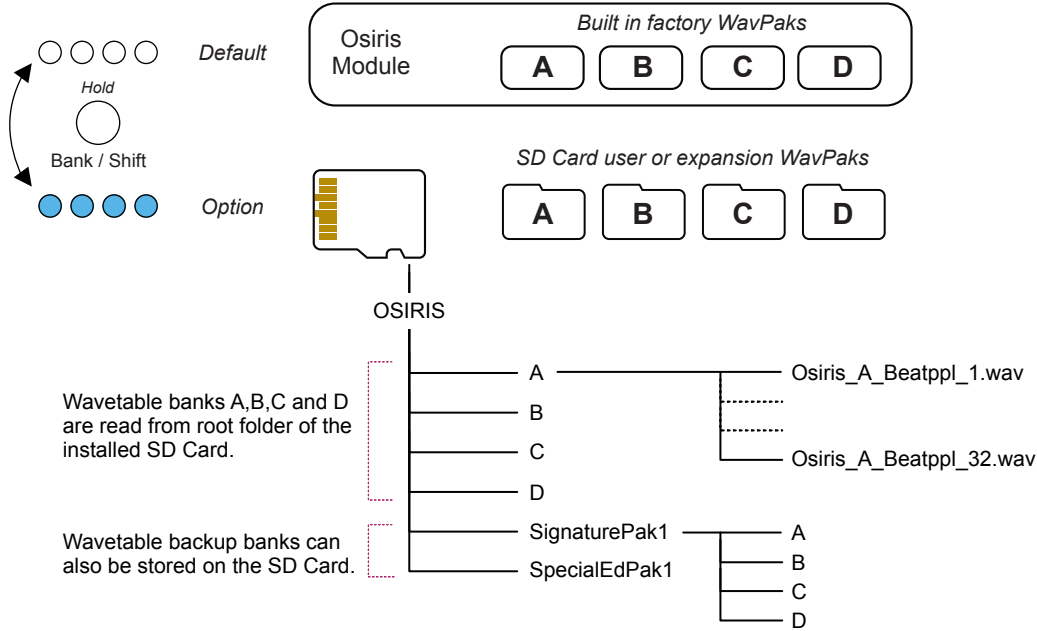 Built in factory WavPaks
Osiris
Module
A B C D
Default
Hold
Bank / Shift
Option
SD Card user or expansion WavPaks
A B C D
OSIRIS
A
Osiris_A_Beatppl_1.wav
Wavetable banks A,B,C and D
are read from root folder of the
installed SD Card.
B
C
Osiris_A_Beatppl_32.wav
D
Wavetable backup banks can
also be stored on the SD Card.
SignaturePak1
SpecialEdPak1
A
B
C
D